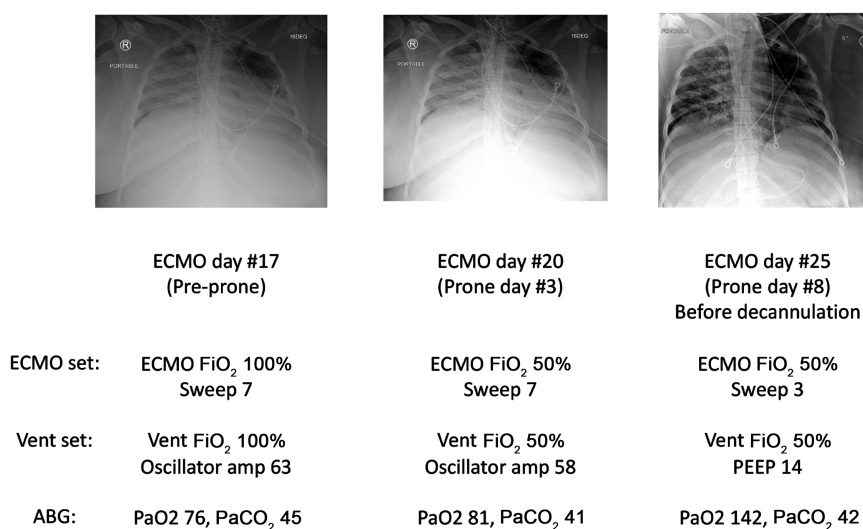 R
PORTABLE
16DEG
R
PORTABLE
16DEG
PORTABLE
R
ECMO day #17
(Pre-prone)
ECMO day #20
(Prone day #3)
ECMO day #25
(Prone day #8)
Before decannulation
ECMO set:
ECMO FiO₂ 100%
Sweep 7
ECMO FiO₂ 50%
Sweep 7
ECMO FiO₂ 50%
Sweep 3
Vent set:
Vent FiO₂ 100%
Oscillator amp 63
Vent FiO₂ 50%
Oscillator amp 58
Vent FiO₂ 50%
PEEP 14
ABG:
PaO2 76, PaCO₂ 45
PaO2 81, PaCO₂ 41
PaO2 142, PaCO₂ 42